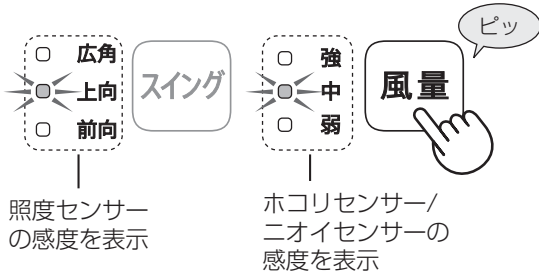 ピッ
広角
上向
前向
スイング
強
中
弱
風量
照度センサー
の感度を表示
ホコリセンサー/
ニオイセンサーの
感度を表示